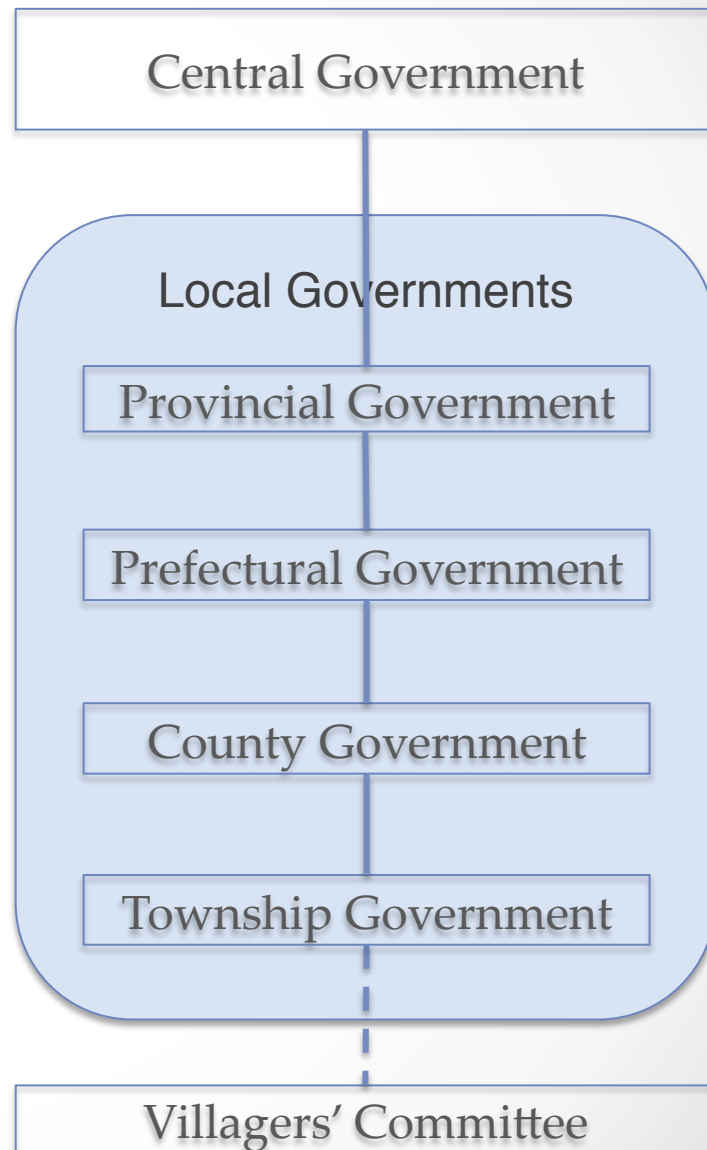 Central Government
Local Governments
Provincial Government
Prefectural Government
County Government
Township Government
Villagers’ Committee